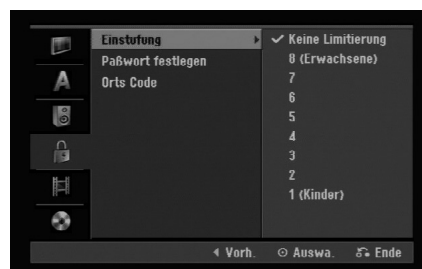 Einstufung
Paßwort festlegen
Orts Code
✓ Keine Limitierung
8 (Erwachsene)
7
6
5
4
3
2
1 (Kinder)
A
Vorh.
Auswa.
Ende